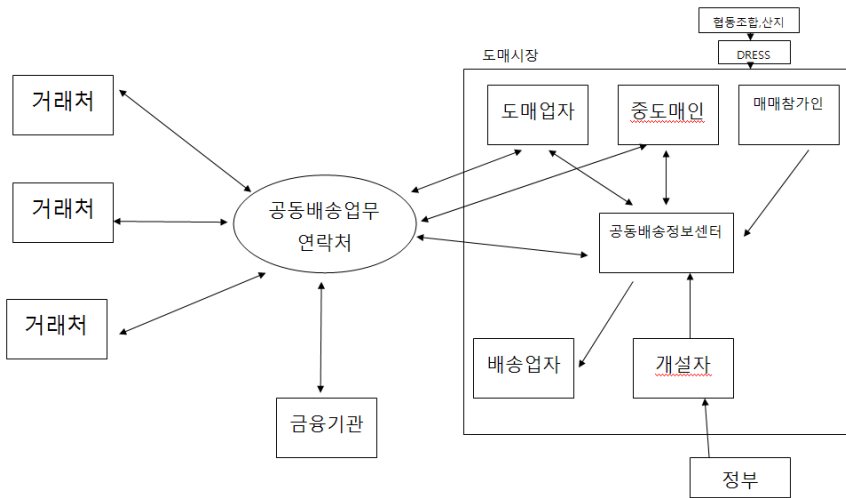 협동조합,산지
DRESS
도매시장
거래처
도매업자
중도매인
매매참가인
거래처
공동배송업무
연락처
공동배송정보센터
거래처
배송업자
개설자
금융기관
정부